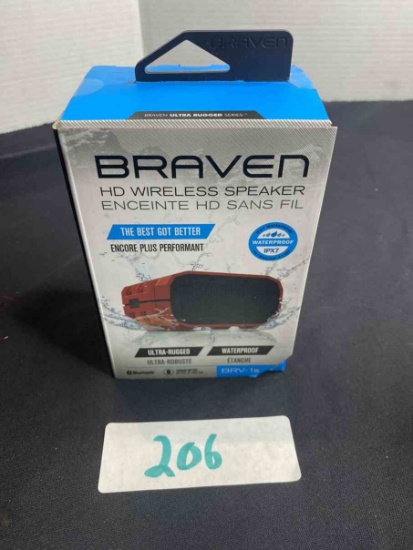 BRAVEN
BRAVEN ULTRA RUGGED SERIES
BRAVEN
HD WIRELESS SPEAKER
ENCEINTE HD SANS FIL
THE BEST GOT BETTER
ENCORE PLUS PERFORMANT
WATERPROOF
IPX7
ULTRA-RUGGED
ULTRA-ROBUSTE
WATERPROOF
ÉTANCHE
Bluetooth
BRV-1s
206